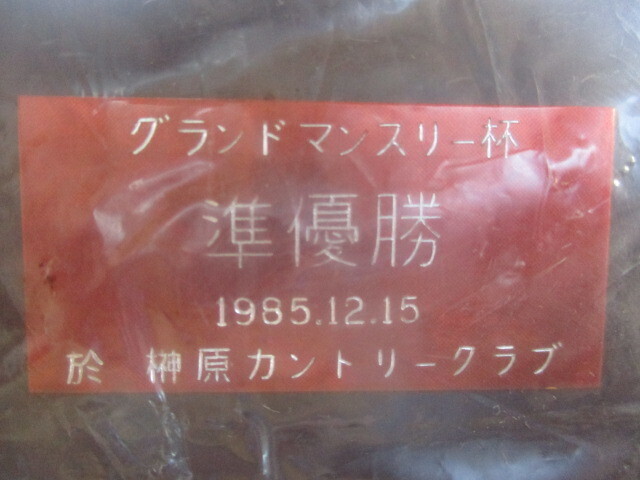 グランドマンスリー杯
準優勝
1985.12.15
於 榊原カントリークラブ